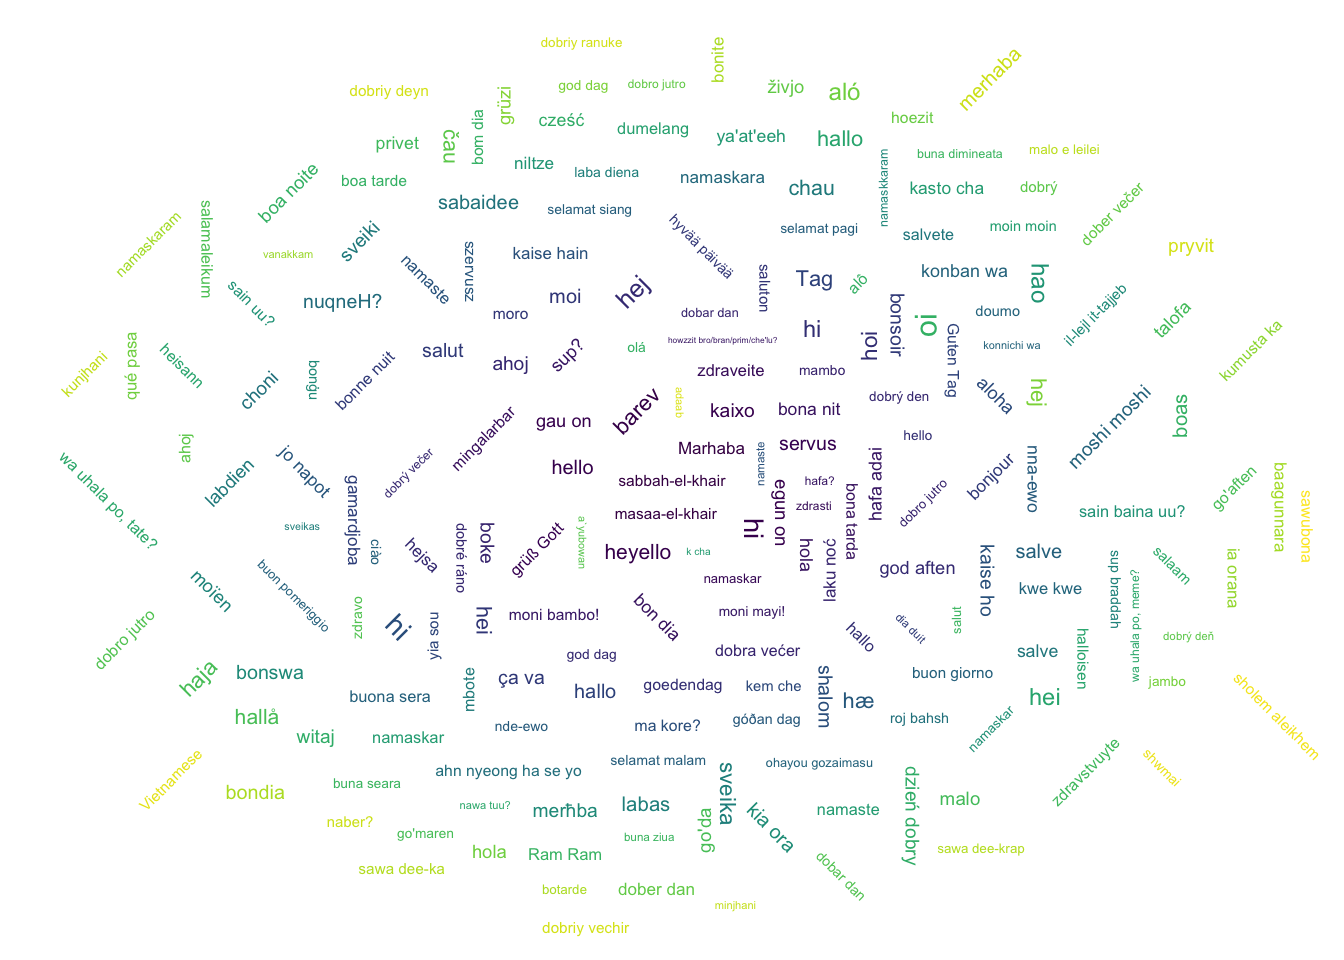 dobriy ranuke
bonite
merhaba
god dag
dobro jutro
živjo
aló
dobriy deyn
grüzi
cześć
dumelang
ya'at'eeh
hallo
hoezit
privet
čau
bom dia
niltze
laba diena
namaskara
chau
namaskkaram
buna dimineata
malo e leilei
boa noite
boa tarde
sabaidee
selamat siang
kasto cha
dobrý
dober večer
namaskaram
salamaleikum
sveiki
hyvää päivää
selamat pagi
salvete
moin moin
pryvit
vanakkam
namaste
szervusz
kaise hain
saluton
Tag
alô
konban wa
hao
sain uu?
nuqneH?
moi
hej
moro
dobar dan
hi
bonsoir
io
doumo
il-lejl it-tajjeb
talofa
kumusta ka
qué pasa
heisann
bonġu
bonne nuit
salut
ahoj
sup?
olá
howzzit bro/bran/prim/che'lu?
hoi
Guten Tag
konnichi wa
kunjhani
choni
zdraveite
mambo
aloha
hej
barev
adaab
kaixo
bona nit
dobrý den
moshi moshi
boas
ahoj
mingalarbar
gau on
Marhaba
servus
hello
wa uhala po, tate?
labdien
jo napot
dobrý večer
hello
namaste
hafa adai
bonjour
nna-ewo
go'aften
baagunnara
sawubona
gamardjoba
sabbah-el-khair
hafa?
egun on
bona tarda
dobro jutro
sveikas
ciào
boke
grüß Gott
a`yubowan
masaa-el-khair
hi
zdrasti
sain baina uu?
hejsa
dobré ráno
heyello
k cha
hola
laku noć
god aften
kaise ho
salve
sup braddah
wa uhala po, meme?
salaam
ia orana
moïen
buon pomeriggio
namaskar
kwe kwe
dobro jutro
zdravo
hi
yia sou
hei
moni bambo!
bon dia
moni mayi!
hallo
dia duit
salut
halloisen
dobrý deň
haja
bonswa
god dag
dobra većer
salve
mbote
ça va
goedendag
kem che
shalom
buon giorno
jambo
sholem aleikhem
buona sera
hallo
hæ
hei
hallå
nde-ewo
ma kore?
góðan dag
roj bahsh
namaskar
witaj
namaskar
Vietnamese
buna seara
ahn nyeong ha se yo
selamat malam
ohayou gozaimasu
zdravstvuyte
shwmai
bondia
nawa tuu?
merħba
labas
sveika
kia ora
namaste
dzień dobry
malo
naber?
go'maren
buna ziua
go'da
sawa dee-ka
hola
Ram Ram
dobar dan
sawa dee-krap
botarde
dober dan
minjhani
dobriy vechir